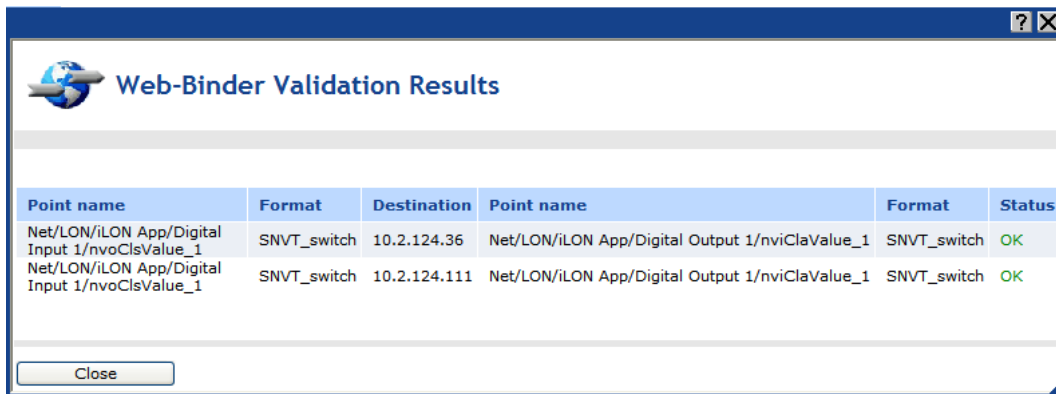 ?
Web-Binder Validation Results
Point name Format Destination Point name Format Status
Net/LON/iLON App/Digital
Input 1/nvoClsValue_1 SNVT_switch 10.2.124.36 Net/LON/iLON App/Digital Output 1/nviClaValue_1 SNVT_switch OK
Net/LON/iLON App/Digital
Input 1/nvoClsValue_1 SNVT_switch 10.2.124.111 Net/LON/iLON App/Digital Output 1/nviClaValue_1 SNVT_switch OK
Close